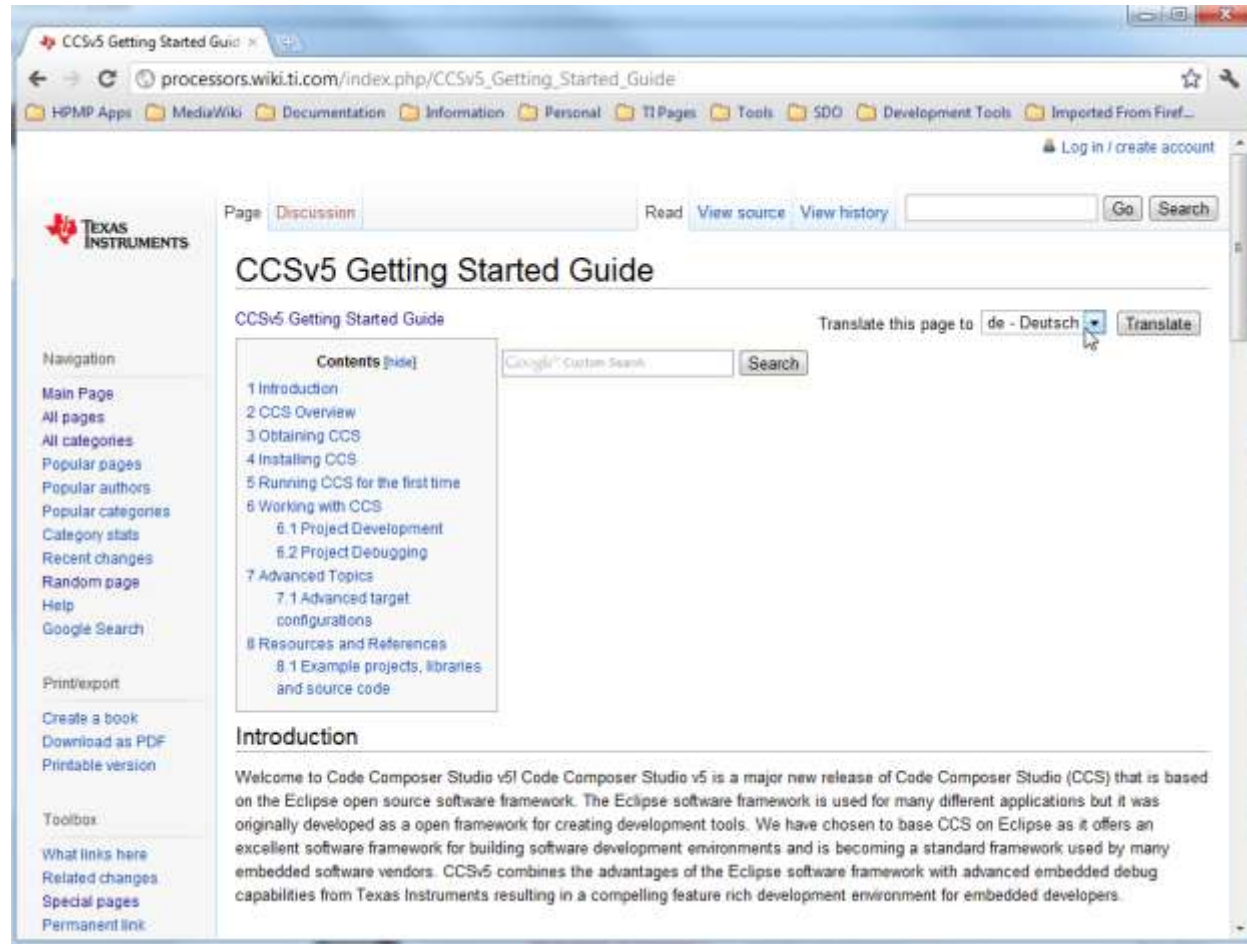 CCSv5 Getting Started Guid
processors.wiki.ti.com/index.php/CCSv5_Getting_Started_Guide
HPMP Apps MediaWiki Documentation Information Personal TI Pages Tools SDO Development Tools Imported From Firef...
Log in / create account
Page Discussion Read View source View history Go Search
TEXAS
INSTRUMENTS
CCSv5 Getting Started Guide
CCSv5 Getting Started Guide
Translate this page to de - Deutsch Translate
Navigation
Main Page
All pages
All categories
Popular pages
Popular authors
Popular categories
Category stats
Recent changes
Random page
Help
Google Search
Print/export
Create a book
Download as PDF
Printable version
Toolbox
What links here
Related changes
Special pages
Permanent link
Contents [hide]
1 Introduction
2 CCS Overview
3 Obtaining CCS
4 Installing CCS
5 Running CCS for the first time
6 Working with CCS
6.1 Project Development
6.2 Project Debugging
7 Advanced Topics
7.1 Advanced target
configurations
8 Resources and References
8.1 Example projects, libraries
and source code
Google™ Custom Search Search
Introduction
Welcome to Code Composer Studio v5! Code Composer Studio v5 is a major new release of Code Composer Studio (CCS) that is based
on the Eclipse open source software framework. The Eclipse software framework is used for many different applications but it was
originally developed as a open framework for creating development tools. We have chosen to base CCS on Eclipse as it offers an
excellent software framework for building software development environments and is becoming a standard framework used by many
embedded software vendors. CCSv5 combines the advantages of the Eclipse software framework with advanced embedded debug
capabilities from Texas Instruments resulting in a compelling feature rich development environment for embedded developers.